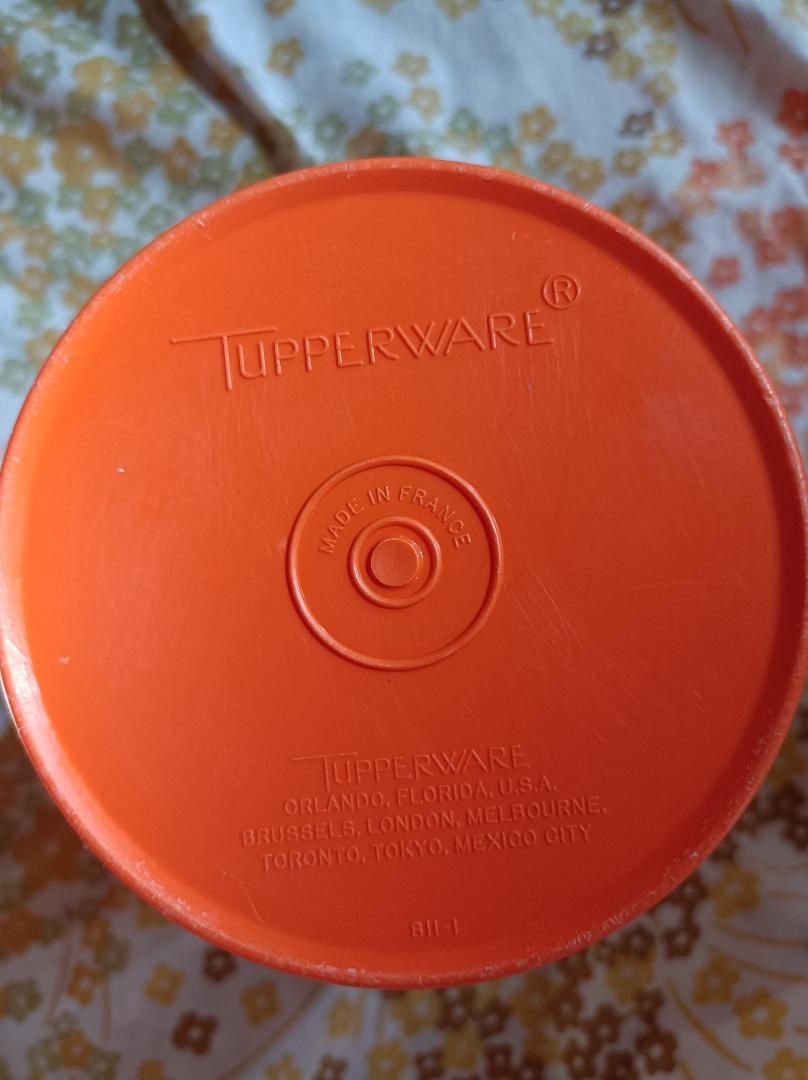 TUPPERWARE®
MADE IN FRANCE
TUPPERWARE
ORLANDO, FLORIDA, U.S.A.
BRUSSELS, LONDON, MELBOURNE,
TORONTO, TOKYO, MEXICO CITY
811-1